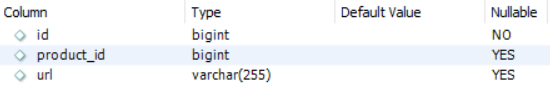 Column Type Default Value Nullable
id bigint NO
product_id bigint YES
url varchar(255) YES